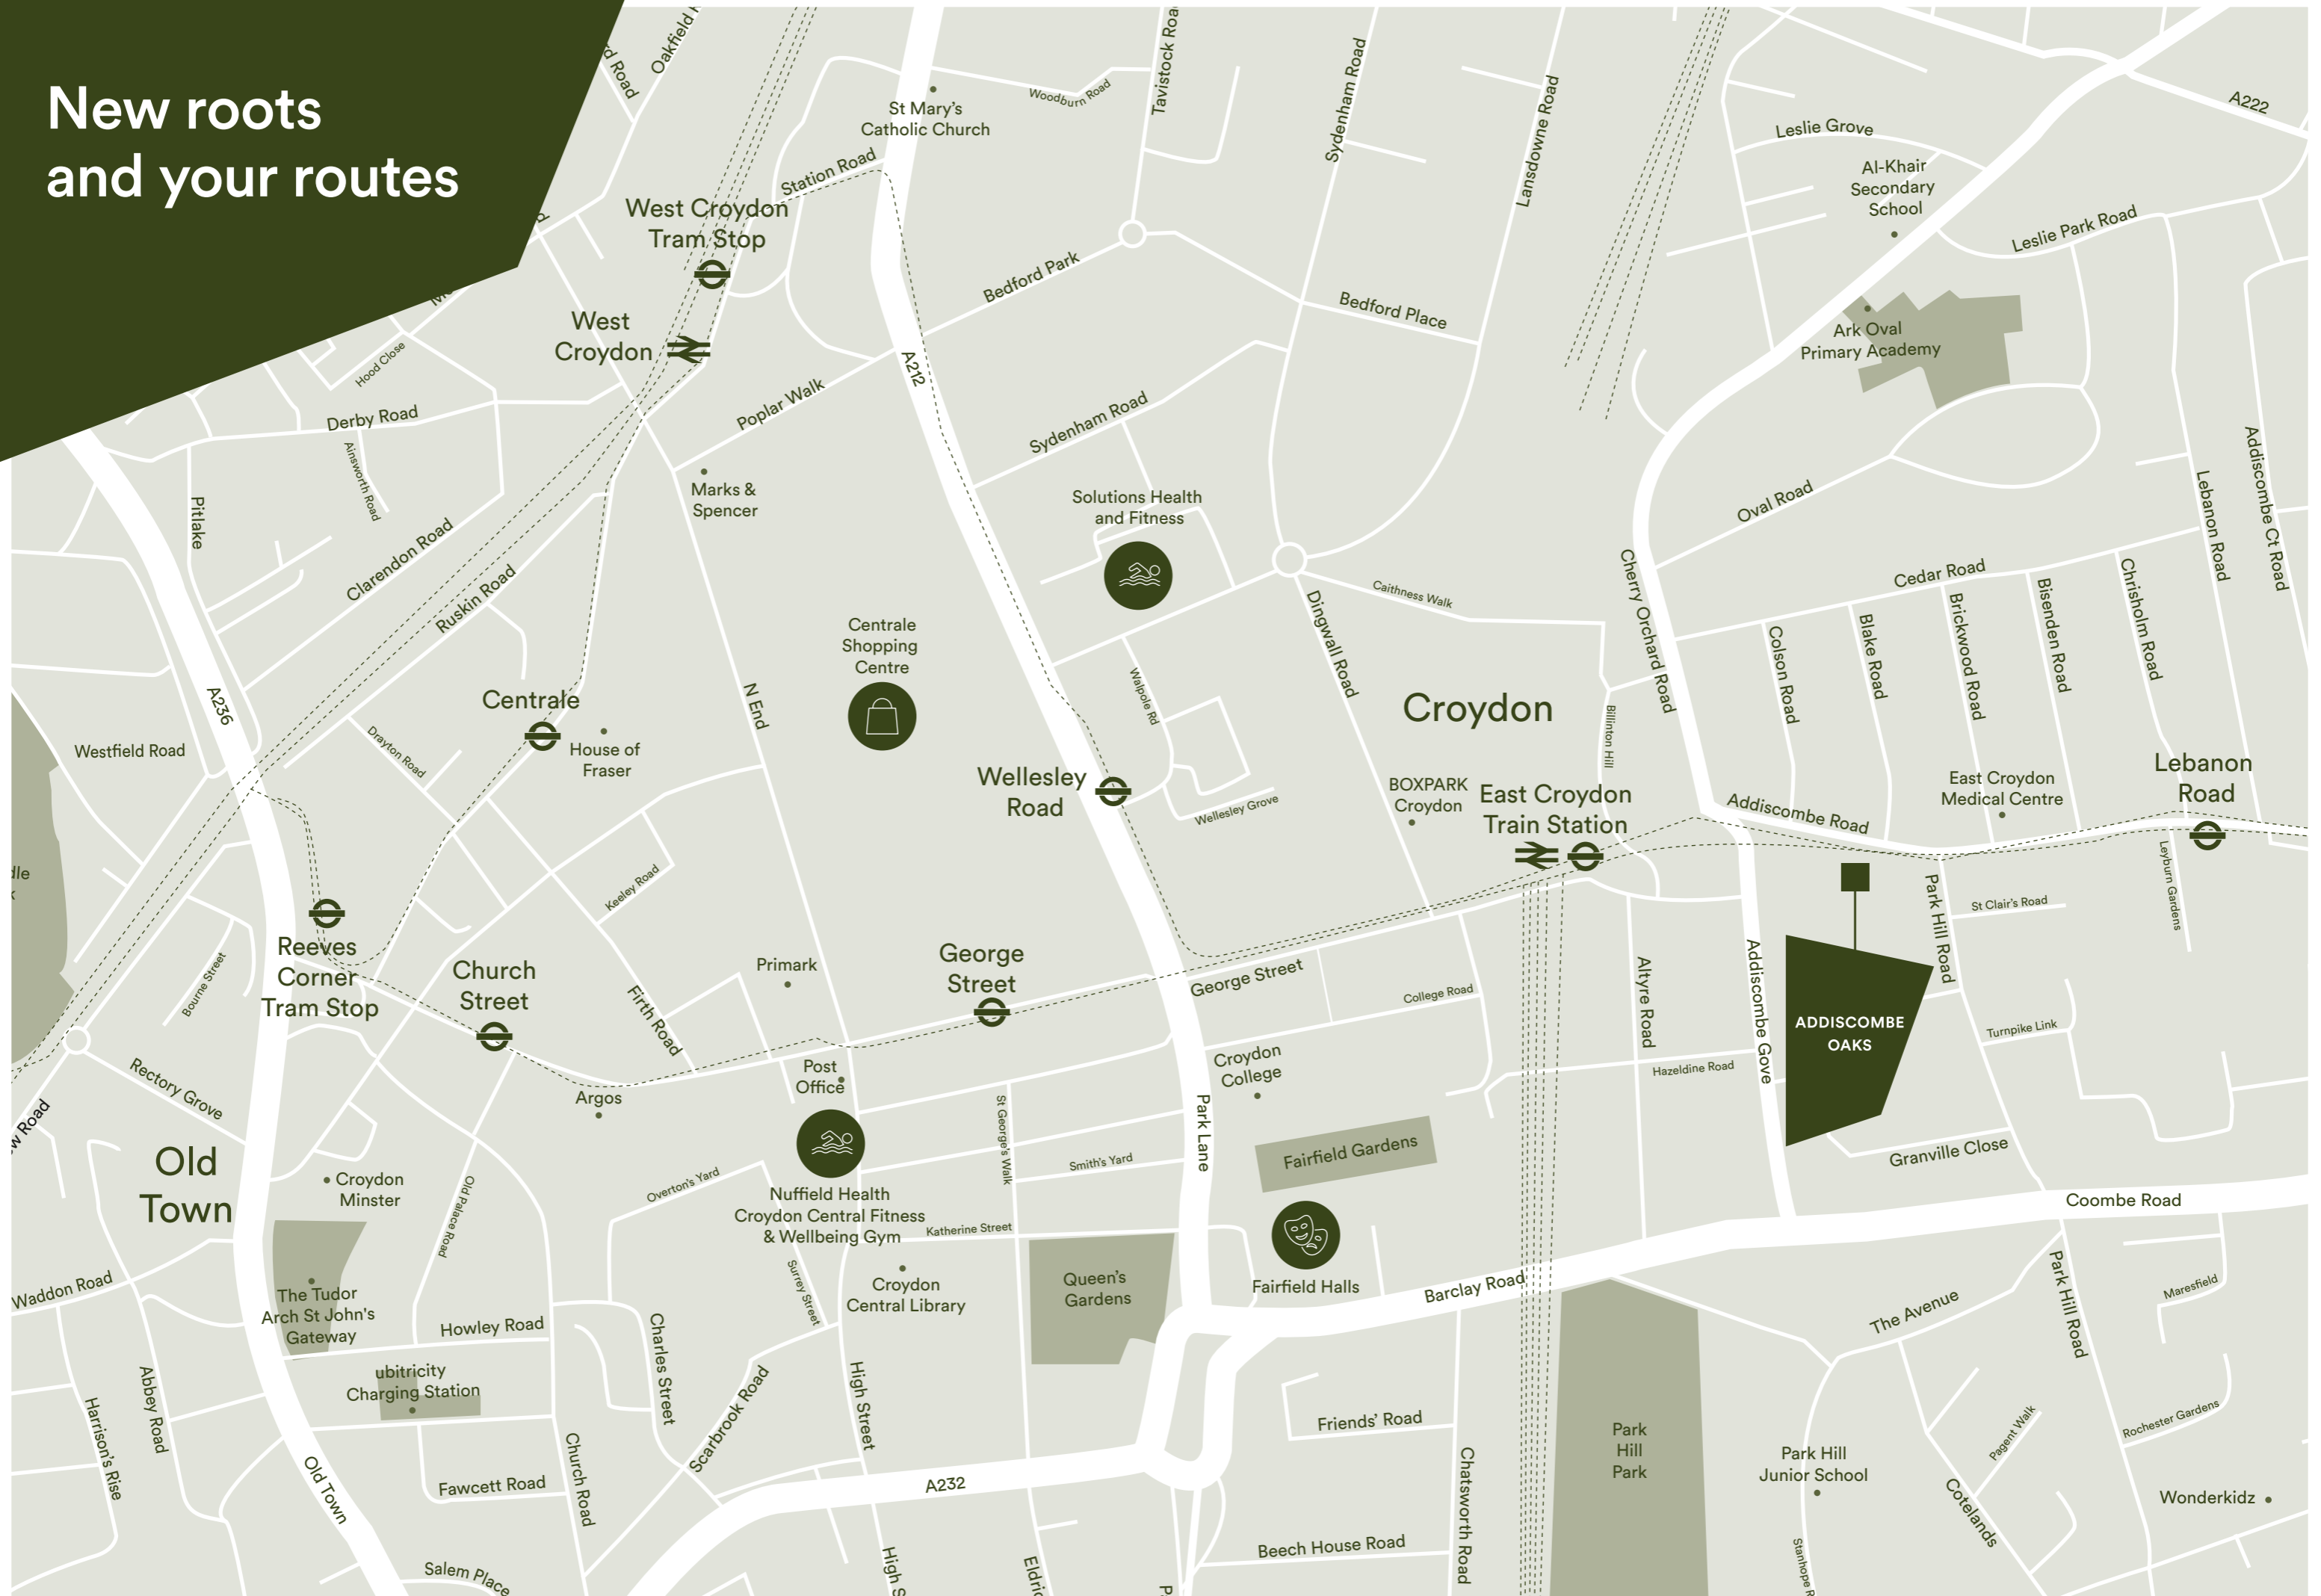 New roots
and your routes
Oakfield
rd Road
Tavistock Road
Sydenham Road
Lansdowne Road
A222
Woodburn Road
St Mary's
Catholic Church
Leslie Grove
Al-Khair
Secondary
School
Station Road
West Croydon
Tram Stop
Leslie Park Road
Bedford Park
Bedford Place
West
Croydon
Ark Oval
Primary Academy
Hood Close
A212
Derby Road
Poplar Walk
Sydenham Road
Ainsworth Road
Pitlake
Marks &
Spencer
Solutions Health
and Fitness
Oval Road
Lebanon Road
Addiscombe Ct Road
Clarendon Road
Ruskin Road
Caithness Walk
Cherry Orchard Road
Cedar Road
Colson Road
Blake Road
Brickwood Road
Bisenden Road
Chrisholm Road
Dingwall Road
Centrale
Shopping
Centre
A236
Centrale
N End
Walpole Rd
Croydon
Billinton Hill
Westfield Road
Drayton Road
House of
Fraser
Wellesley
Road
Wellesley Grove
BOXPARK
Croydon
East Croydon
Train Station
Addiscombe Road
East Croydon
Medical Centre
Lebanon
Road
Keeley Road
Leyburn Gardens
Park Hill Road
St Clair's Road
Reeves
Corner
Tram Stop
Church
Street
Bourne Street
Primark
George
Street
George Street
College Road
Altyre Road
Addiscombe Gove
ADDISCOMBE
OAKS
Turnpike Link
Firth Road
Rectory Grove
Post
Office
Argos
Croydon
College
Hazeldine Road
w Road
Old
Town
Croydon
Minster
Old Palace Road
Overton's Yard
Nuffield Health
Croydon Central Fitness
& Wellbeing Gym
St George's Walk
Smith's Yard
Park Lane
Fairfield Gardens
Granville Close
Coombe Road
Katherine Street
Surrey Street
Croydon
Central Library
Queen's
Gardens
Fairfield Halls
Barclay Road
Waddon Road
The Tudor
Arch St John's
Gateway
Howley Road
Charles Street
The Avenue
Park Hill Road
Maresfield
ubitricity
Charging Station
Abbey Road
Harrison's Rise
Scarbrook Road
High Street
Friends' Road
Chatsworth Road
Park
Hill
Park
Park Hill
Junior School
Pagent Walk
Rochester Gardens
Cotelands
Wonderkidz
Old Town
Fawcett Road
Church Road
A232
Salem Place
High S
Beech House Road
Stanhope R